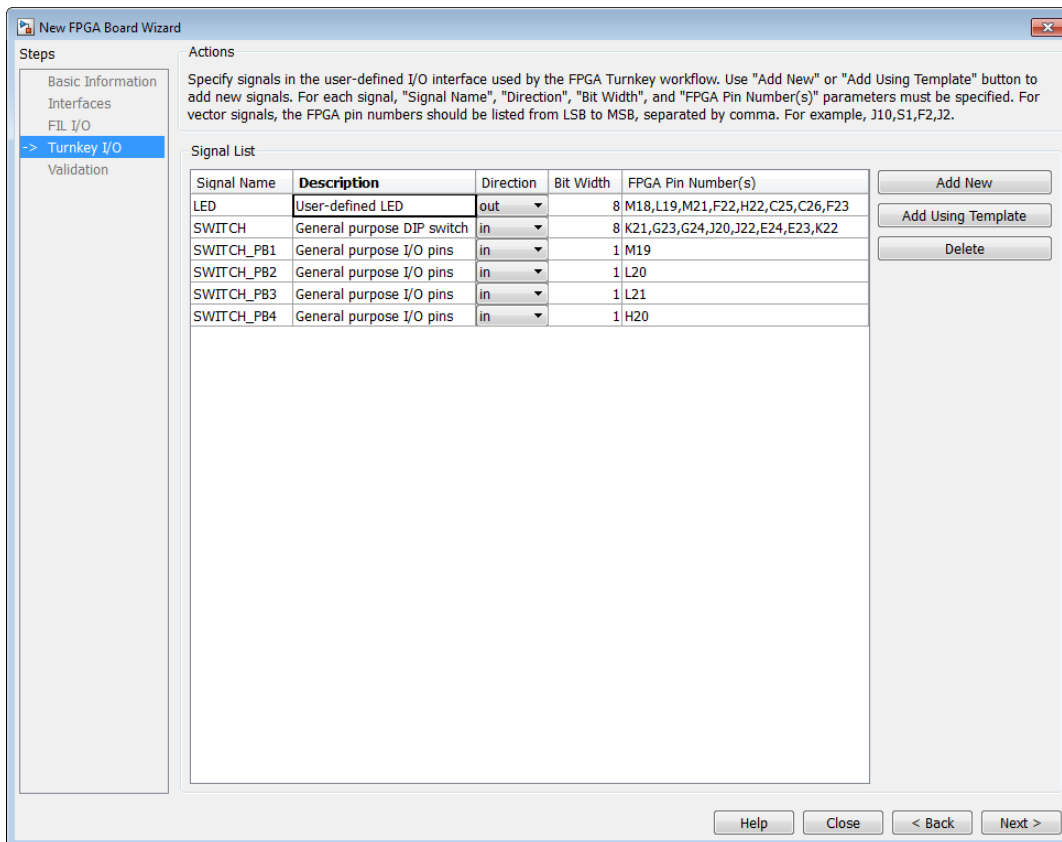 New FPGA Board Wizard
Steps
Basic Information
Interfaces
FIL I/O
-> Turnkey I/O
Validation
Actions
Specify signals in the user-defined I/O interface used by the FPGA Turnkey workflow. Use "Add New" or "Add Using Template" button to
add new signals. For each signal, "Signal Name", "Direction", "Bit Width", and "FPGA Pin Number(s)" parameters must be specified. For
vector signals, the FPGA pin numbers should be listed from LSB to MSB, separated by comma. For example, J10,S1,F2,J2.
Signal List
Signal Name Description Direction Bit Width FPGA Pin Number(s)
LED User-defined LED out 8 M18,L19,M21,F22,H22,C25,C26,F23
SWITCH General purpose DIP switch in 8 K21,G23,G24,J20,J22,E24,E23,K22
SWITCH_PB1 General purpose I/O pins in 1 M19
SWITCH_PB2 General purpose I/O pins in 1 L20
SWITCH_PB3 General purpose I/O pins in 1 L21
SWITCH_PB4 General purpose I/O pins in 1 H20
Add New
Add Using Template
Delete
Help Close < Back Next >